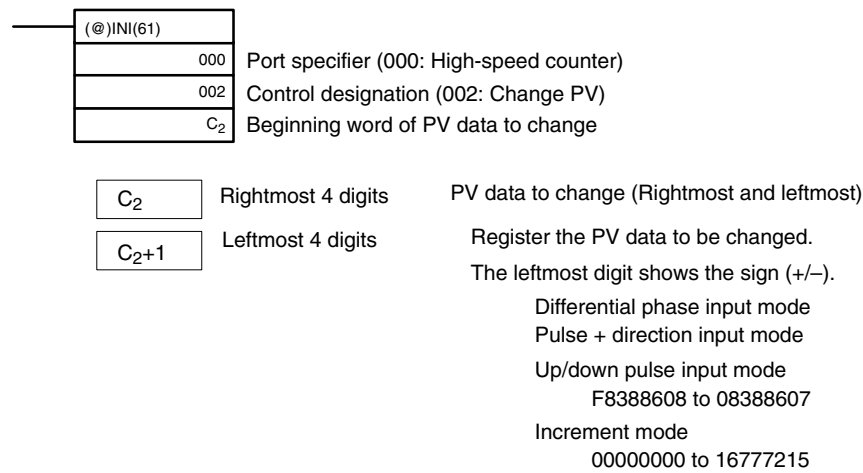 (@)INI(61)
000 Port specifier (000: High-speed counter)
002 Control designation (002: Change PV)
C2 Beginning word of PV data to change
C2 Rightmost 4 digits PV data to change (Rightmost and leftmost)
C2+1 Leftmost 4 digits Register the PV data to be changed.
The leftmost digit shows the sign (+/–).
Differential phase input mode
Pulse + direction input mode
Up/down pulse input mode
F8388608 to 08388607
Increment mode
00000000 to 16777215